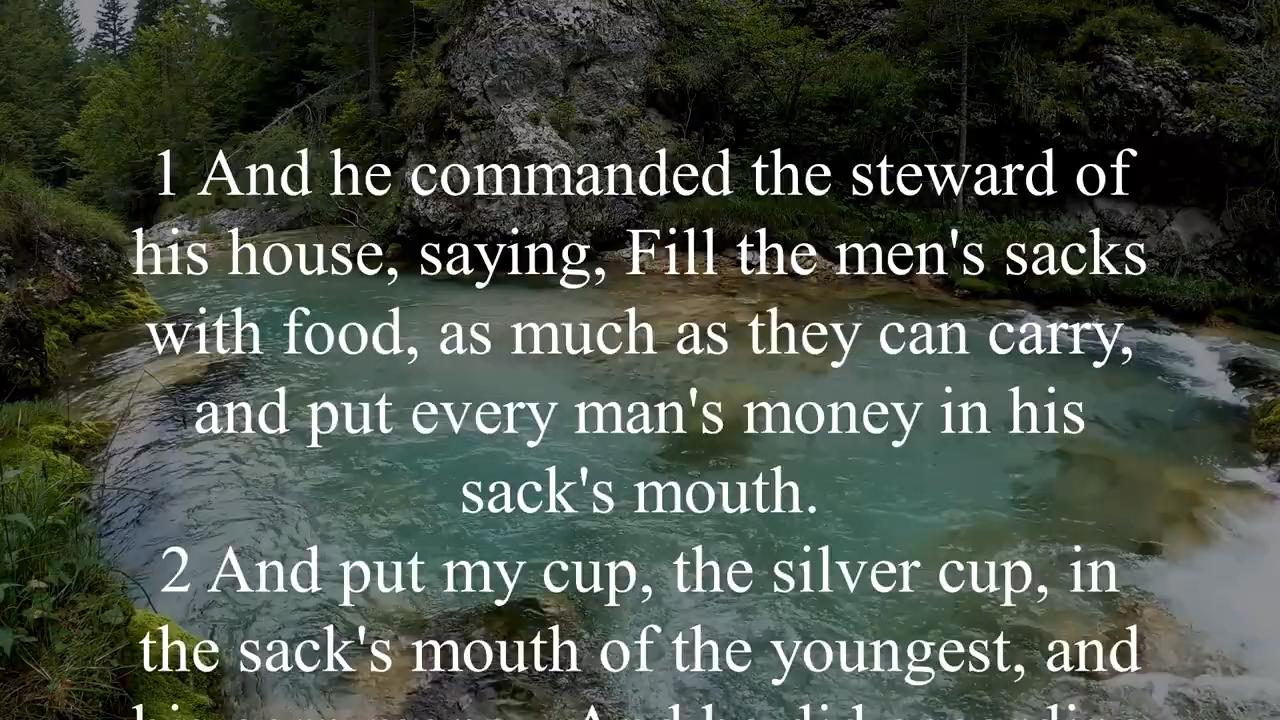 1 And he commanded the steward of
his house, saying, Fill the men's sacks
with food, as much as they can carry,
and put every man's money in his
sack's mouth.
2 And put my cup, the silver cup, in
the sack's mouth of the youngest, and